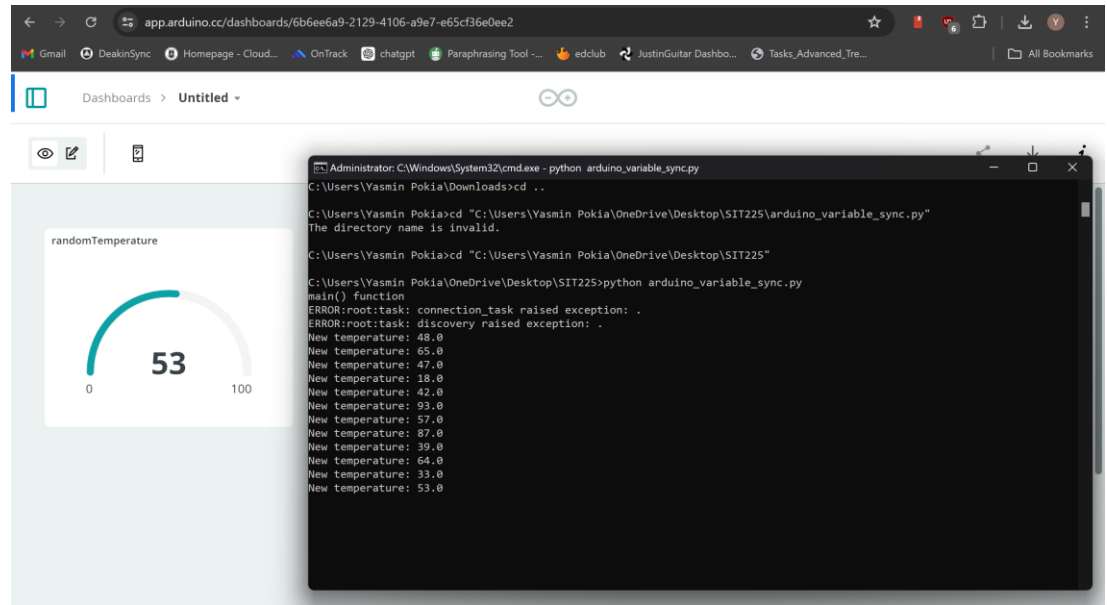 app.arduino.cc/dashboards/6b6ee6a9-2129-4106-a9e7-e65cf36e0ee2
6
Y
Gmail
DeakinSync
Homepage - Cloud...
OnTrack
chatgpt
Paraphrasing Tool -...
edclub
JustinGuitar Dashbo...
Tasks_Advanced_Tre...
All Bookmarks
Dashboards > Untitled
randomTemperature
53
0
100
Administrator: C:\Windows\System32\cmd.exe - python arduino_variable_sync.py
C:\Users\Yasmin Pokia\Downloads>cd ..
C:\Users\Yasmin Pokia>cd "C:\Users\Yasmin Pokia\OneDrive\Desktop\SIT225\arduino_variable_sync.py"
The directory name is invalid.
C:\Users\Yasmin Pokia>cd "C:\Users\Yasmin Pokia\OneDrive\Desktop\SIT225"
C:\Users\Yasmin Pokia\OneDrive\Desktop\SIT225>python arduino_variable_sync.py
main() function
ERROR:root:task: connection_task raised exception: .
ERROR:root:task: discovery raised exception: .
New temperature: 48.0
New temperature: 65.0
New temperature: 47.0
New temperature: 18.0
New temperature: 42.0
New temperature: 93.0
New temperature: 57.0
New temperature: 87.0
New temperature: 39.0
New temperature: 64.0
New temperature: 33.0
New temperature: 53.0